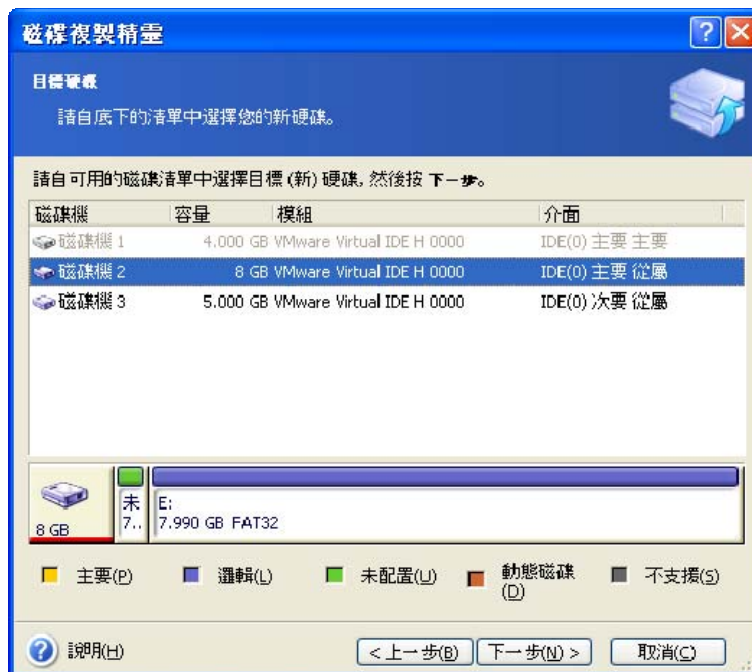 磁碟複製精靈
目標硬碟
請自底下的清單中選擇您的新硬碟。
請自可用的磁碟清單中選擇目標 (新) 硬碟, 然後按 下一步。
磁碟機 容量 模組 介面
磁碟機 1 4.000 GB VMware Virtual IDE H 0000 IDE(0) 主要 主要
磁碟機 2 8 GB VMware Virtual IDE H 0000 IDE(0) 主要 從屬
磁碟機 3 5.000 GB VMware Virtual IDE H 0000 IDE(0) 次要 從屬
未 E:
8 GB 7.. 7.990 GB FAT32
主要(P) 邏輯(L) 未配置(U) 動態磁碟(D) 不支援(S)
說明(H) <上一步(B) 下一步(N) > 取消(C)